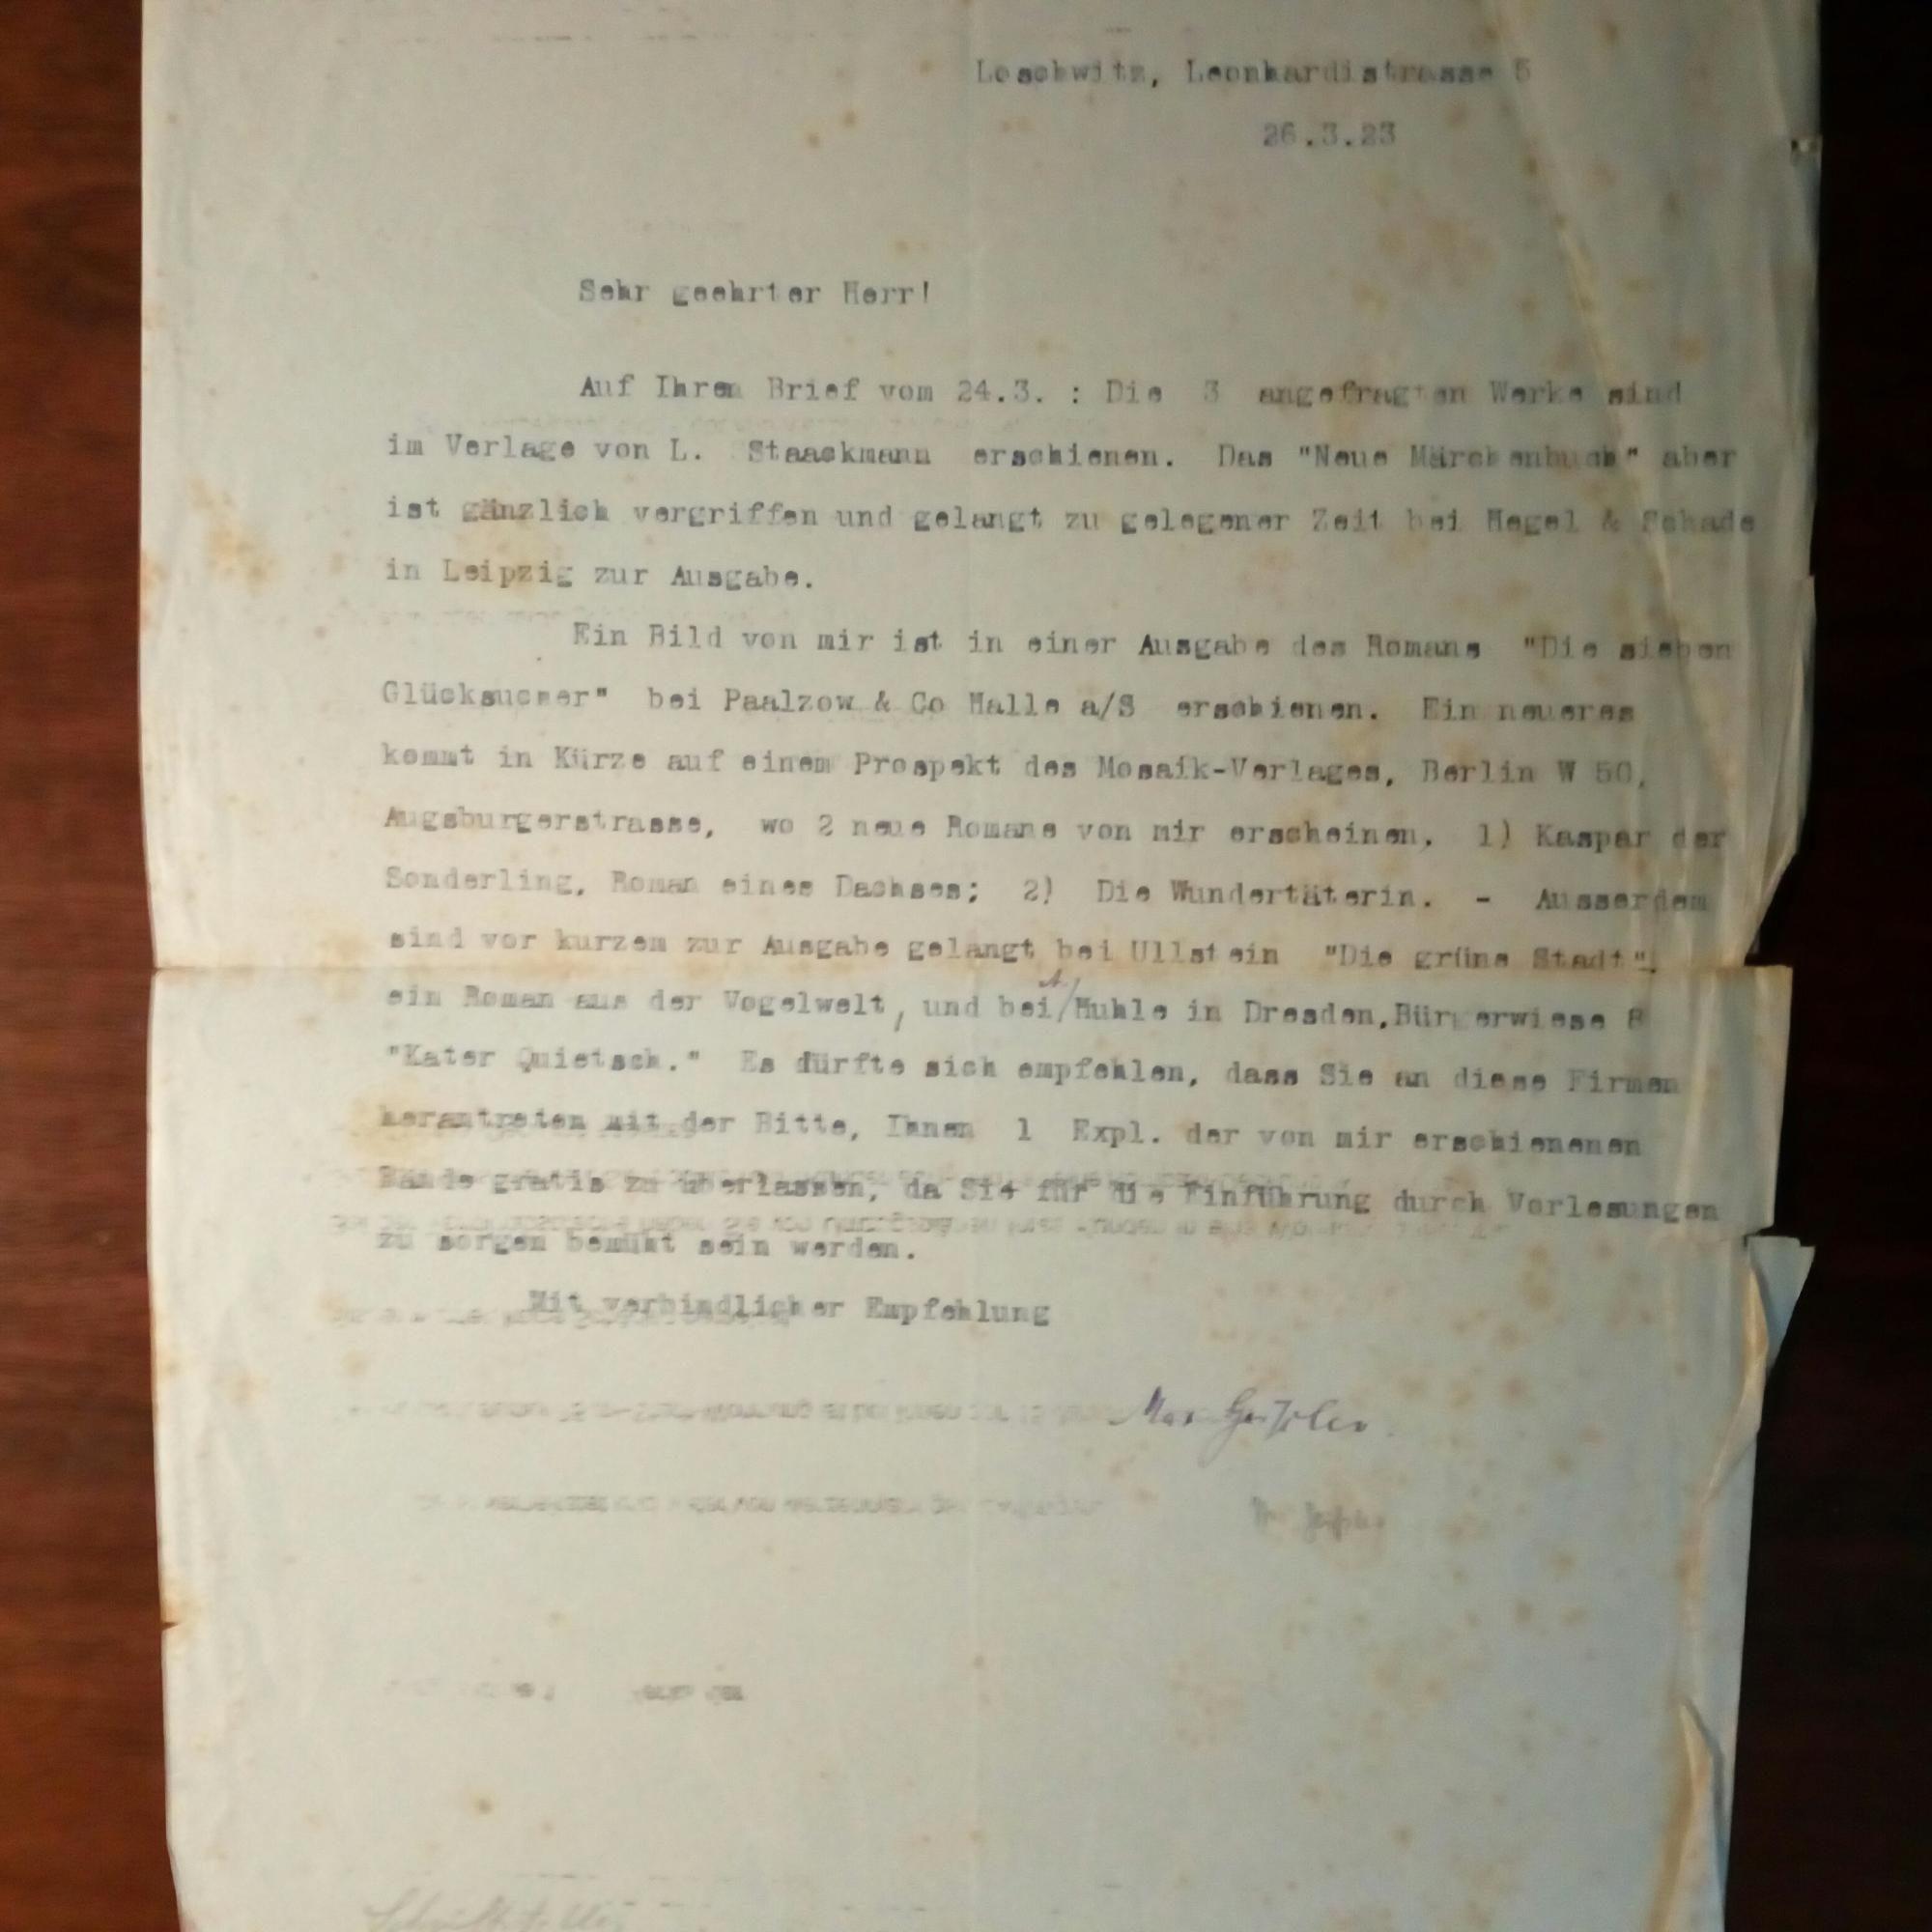 Loschwitz, Leonhardistrasse 5
26.3.23
Sehr geehrter Herr!
Auf Ihren Brief vom 24.3. : Die 3 angefragten Werke sind
im Verlage von L. Staackmann erschienen. Das "Neue Märchenbuch" aber
ist gänzlich vergriffen und gelangt zu gelegener Zeit bei Hegel & Schade
in Leipzig zur Ausgabe.
Ein Bild von mir ist in einer Ausgabe des Romans "Die sieben
Glücksucher" bei Paalzow & Co Halle a/S erschienen. Ein neueres
kommt in Kürze auf einem Prospekt des Mosaik-Verlages, Berlin W 50,
Augsburgerstrasse, wo 2 neue Romane von mir erscheinen, 1) Kaspar der
Sonderling, Roman eines Dachses; 2) Die Wundertäterin. - Ausserdem
sind vor kurzem zur Ausgabe gelangt bei Ullstein "Die grüne Stadt",
ein Roman aus der Vogelwelt, und bei A. Huhle in Dresden, Bürgerwiese 8
"Kater Quietsch." Es dürfte sich empfehlen, dass Sie an diese Firmen
herantreten mit der Bitte, Ihnen 1 Expl. der von mir erschienenen
Bände gratis zu überlassen, da Sie für die Einführung durch Vorlesungen
zu sorgen bemüht sein werden.
Mit verbindlicher Empfehlung
Max Geißler